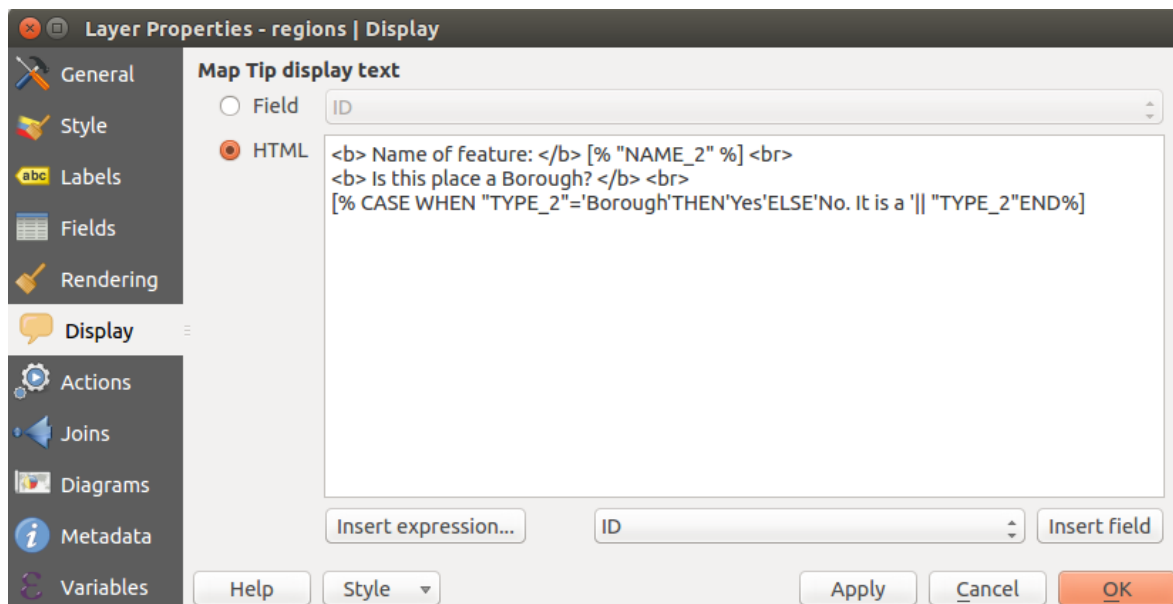 Layer Properties - regions | Display
General
Style
abc Labels
Fields
Rendering
Display
Actions
Joins
Diagrams
Metadata
Variables
Map Tip display text
Field ID
HTML
<b> Name of feature: </b> [% "NAME_2" %] <br>
<b> Is this place a Borough? </b> <br>
[% CASE WHEN "TYPE_2"='Borough'THEN'Yes'ELSE'No. It is a '|| "TYPE_2"END%]
Insert expression... ID Insert field
Help Style Apply Cancel OK